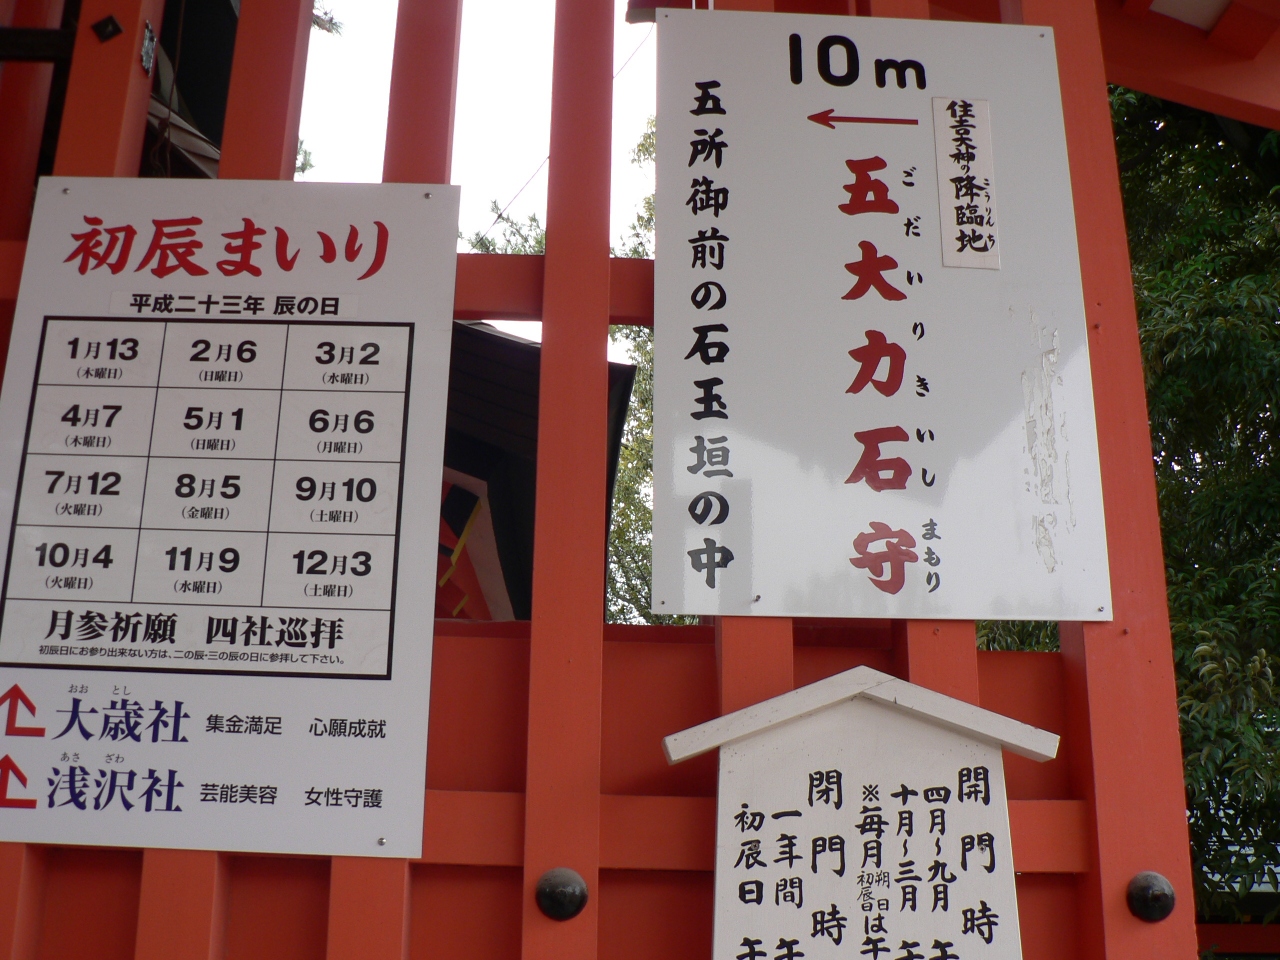 初辰まいり
平成二十三年 辰の日
1月13
(木曜日)
2月6
(日曜日)
3月2
(水曜日)
4月7
(木曜日)
5月1
(日曜日)
6月6
(月曜日)
7月12
(火曜日)
8月5
(金曜日)
9月10
(土曜日)
10月4
(火曜日)
11月9
(水曜日)
12月3
(土曜日)
月参祈願 四社巡拝
初辰日にお参り出来ない方は、二の辰・三の辰の日に参拝して下さい。
おお とし
大歳社 集金満足 心願成就
あさ ざわ
浅沢社 芸能美容 女性守護
10m
←
住吉大神の降臨地
こうりんち
五大力石守
ごだいりきいしまもり
五所御前の石玉垣の中
開門時
四月～九月 午
十月～三月 午
※毎月朔日初辰日は午
閉門時
一年間 午
初辰日 午